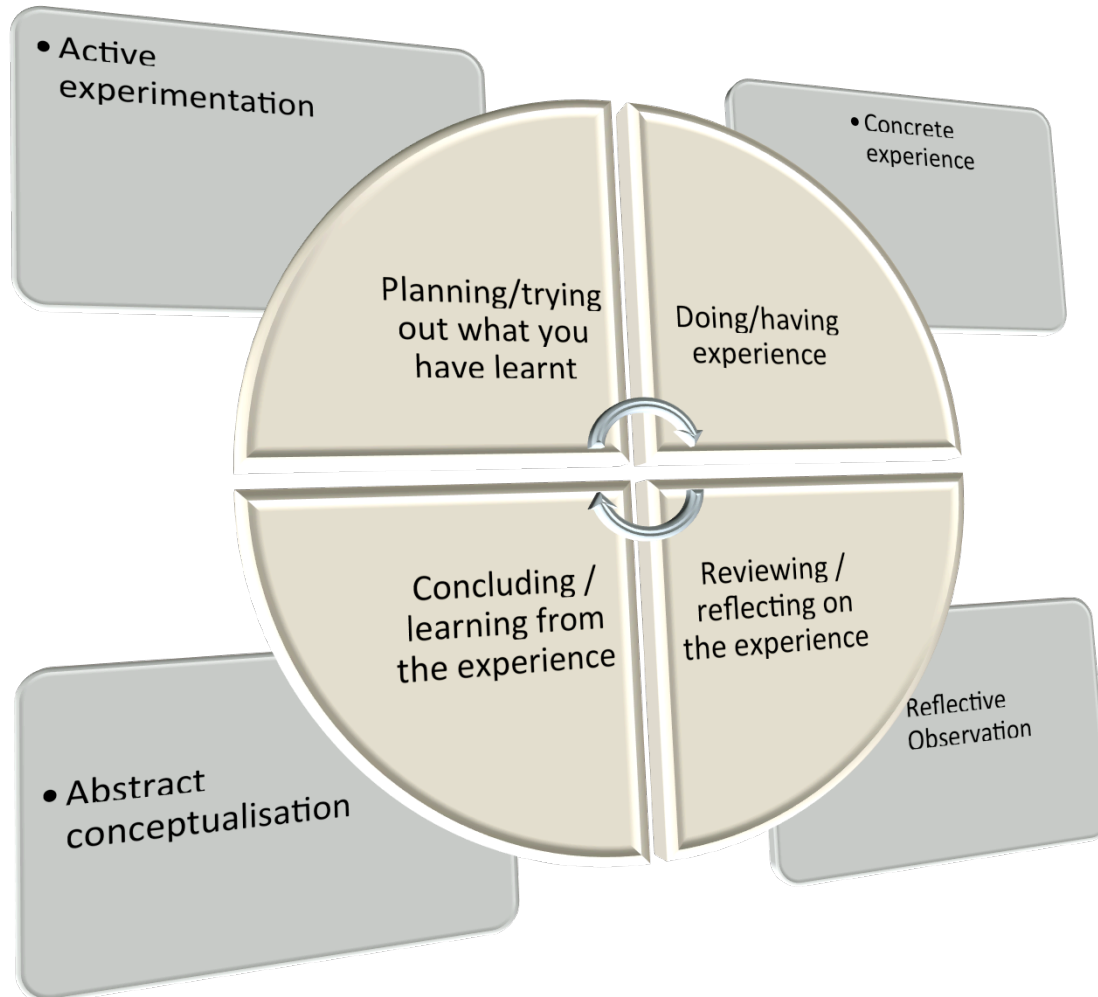 • Active
experimentation
• Concrete
experience
Planning/trying
out what you
have learnt
Doing/having
experience
Concluding /
learning from
the experience
Reviewing /
reflecting on
the experience
• Abstract
conceptualisation
Reflective
Observation